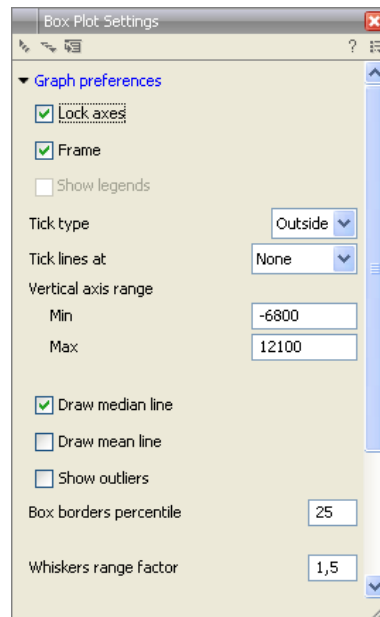 Box Plot Settings
?
Graph preferences
Lock axes
Frame
Show legends
Tick type Outside
Tick lines at None
Vertical axis range
Min -6800
Max 12100
Draw median line
Draw mean line
Show outliers
Box borders percentile 25
Whiskers range factor 1,5